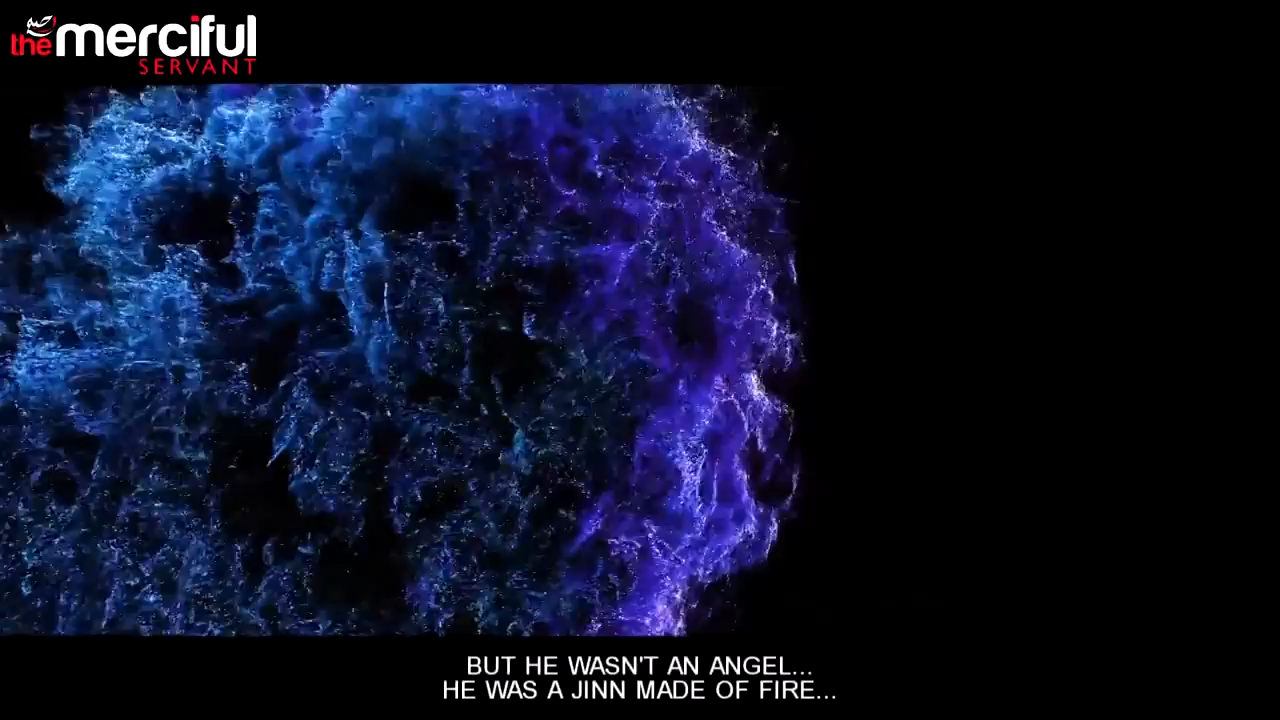 the merciful
SERVANT
BUT HE WASN'T AN ANGEL...
HE WAS A JINN MADE OF FIRE...